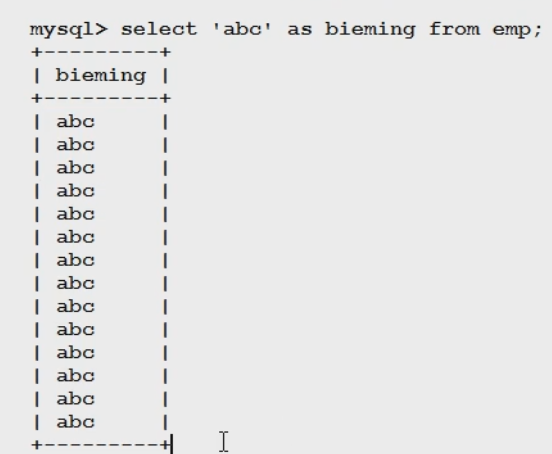 mysql> select 'abc' as bieming from emp;
+---------+
| bieming |
+---------+
| abc     |
| abc     |
| abc     |
| abc     |
| abc     |
| abc     |
| abc     |
| abc     |
| abc     |
| abc     |
| abc     |
| abc     |
| abc     |
| abc     |
+---------+